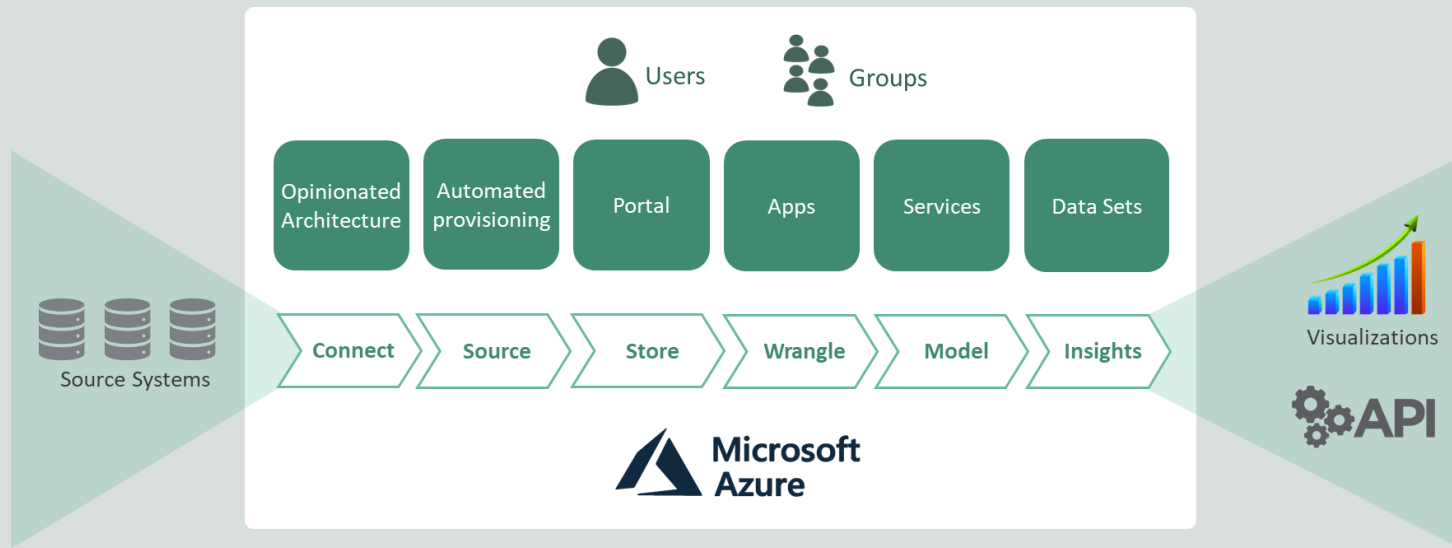 Users
Groups
Opinionated
Architecture
Automated
provisioning
Portal
Apps
Services
Data Sets
Source Systems
Connect
Source
Store
Wrangle
Model
Insights
Visualizations
API
Microsoft
Azure